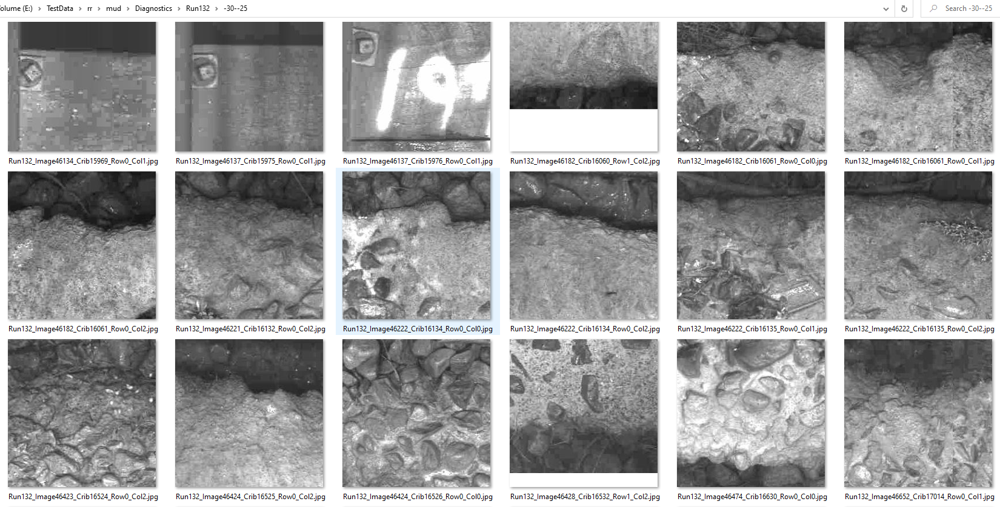 olume (E:) > TestData > rr > mud > Diagnostics > Run132 > -30--25
Search -30--25
19
Run132_Image46134_Crib15969_Row0_Col1.jpg
Run132_Image46137_Crib15975_Row0_Col1.jpg
Run132_Image46137_Crib15976_Row0_Col1.jpg
Run132_Image46182_Crib16060_Row1_Col2.jpg
Run132_Image46182_Crib16061_Row0_Col0.jpg
Run132_Image46182_Crib16061_Row0_Col1.jpg
Run132_Image46182_Crib16061_Row0_Col2.jpg
Run132_Image46221_Crib16132_Row0_Col2.jpg
Run132_Image46222_Crib16134_Row0_Col0.jpg
Run132_Image46222_Crib16134_Row0_Col2.jpg
Run132_Image46222_Crib16135_Row0_Col1.jpg
Run132_Image46222_Crib16135_Row0_Col2.jpg
Run132_Image46423_Crib16524_Row0_Col2.jpg
Run132_Image46424_Crib16525_Row0_Col2.jpg
Run132_Image46424_Crib16526_Row0_Col0.jpg
Run132_Image46428_Crib16532_Row1_Col2.jpg
Run132_Image46474_Crib16630_Row0_Col0.jpg
Run132_Image46652_Crib17014_Row0_Col1.jpg